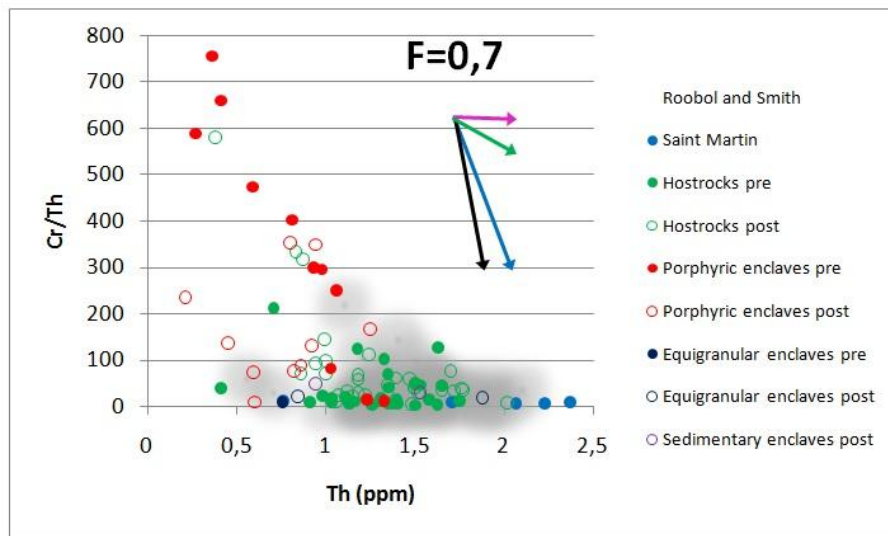 F=0,7
800
700
600
500
400
300
200
100
0
Cr/Th
0
0,5
1
1,5
2
2,5
Th (ppm)
Roobol and Smith
Saint Martin
Hostrocks pre
Hostrocks post
Porphyric enclaves pre
Porphyric enclaves post
Equigranular enclaves pre
Equigranular enclaves post
Sedimentary enclaves post